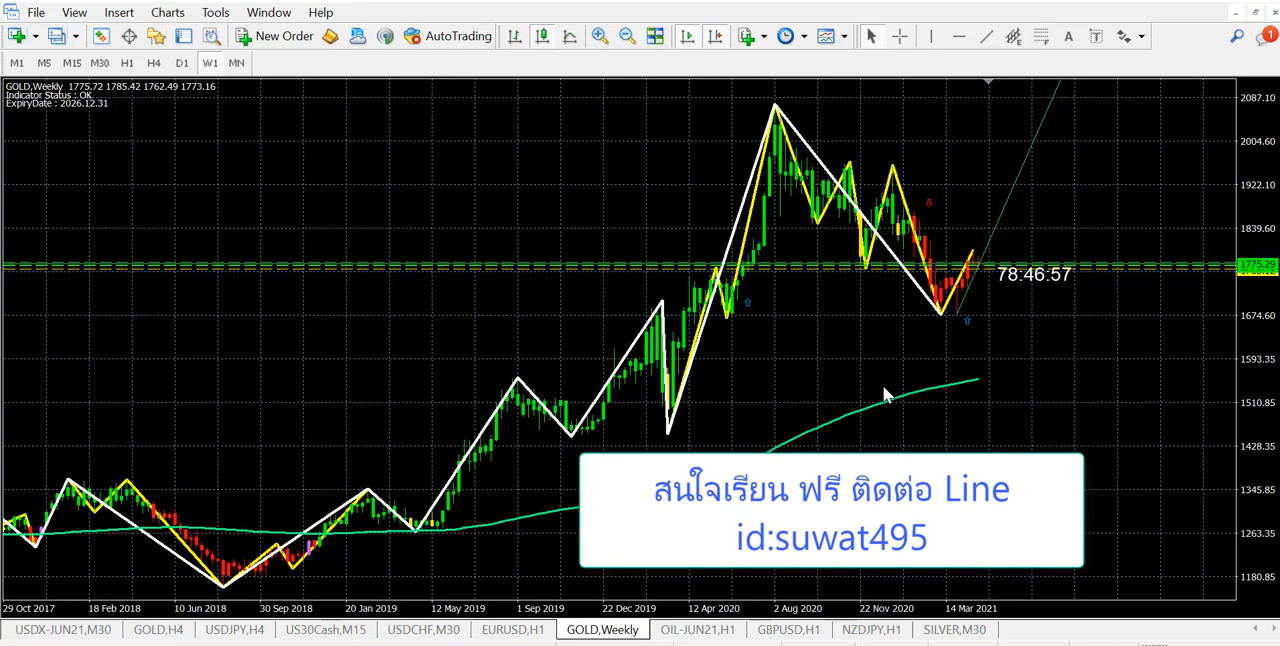 File View Insert Charts Tools Window Help
New Order AutoTrading
A T 1
M1 M5 M15 M30 H1 H4 D1 W1 MN
GOLD,Weekly 1775.72 1785.42 1762.49 1773.16
Indicator Status : OK
ExpiryDate : 2026.12.31
2087.10
2004.60
1922.10
1839.60
1775.29
78:46:57
1674.60
1593.35
1510.85
1428.35
1345.85
1263.35
1180.85
สนใจเรียน ฟรี ติดต่อ Line
id:suwat495
29 Oct 2017 18 Feb 2018 10 Jun 2018 30 Sep 2018 20 Jan 2019 12 May 2019 1 Sep 2019 22 Dec 2019 12 Apr 2020 2 Aug 2020 22 Nov 2020 14 Mar 2021
USDX-JUN21,M30 GOLD,H4 USDJPY,H4 US30Cash,M15 USDCHF,M30 EURUSD,H1 GOLD,Weekly OIL-JUN21,H1 GBPUSD,H1 NZDJPY,H1 SILVER,M30